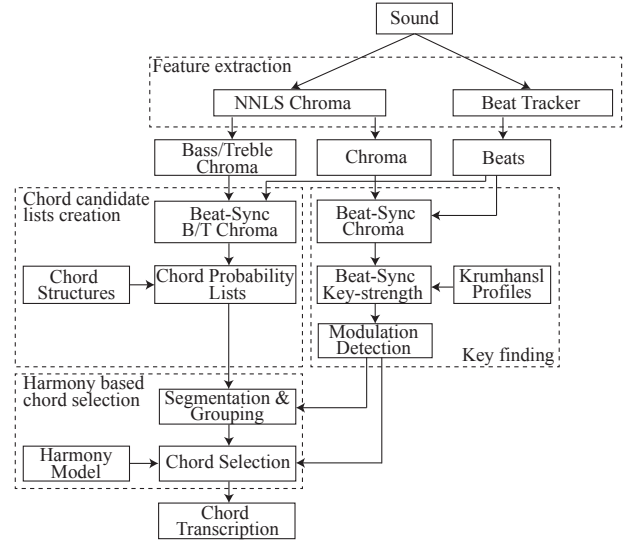 Sound
Feature extraction
NNLS Chroma
Beat Tracker
Bass/Treble
Chroma
Chroma
Beats
Chord candidate
lists creation
Beat-Sync
B/T Chroma
Beat-Sync
Chroma
Chord
Structures
Chord Probability
Lists
Beat-Sync
Key-strength
Krumhansl
Profiles
Modulation
Detection
Key finding
Harmony based
chord selection
Segmentation &
Grouping
Harmony
Model
Chord Selection
Chord
Transcription